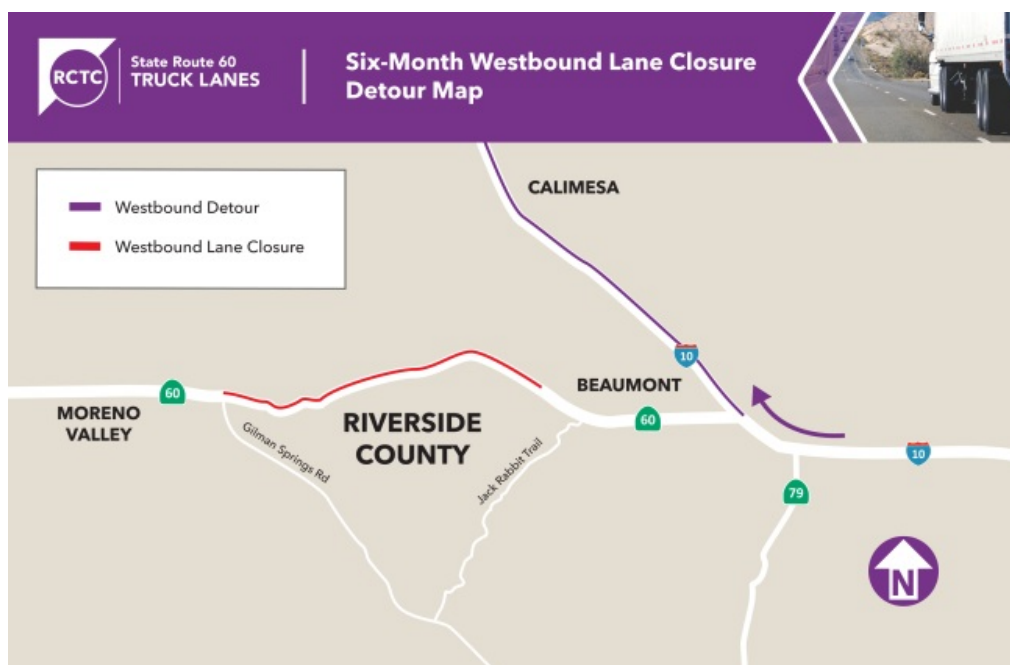 RCTC
State Route 60
TRUCK LANES
Six-Month Westbound Lane Closure
Detour Map
Westbound Detour
Westbound Lane Closure
CALIMESA
10
BEAUMONT
60
MORENO
VALLEY
RIVERSIDE
COUNTY
60
Gilman Springs Rd
Jack Rabbit Trail
10
79
N